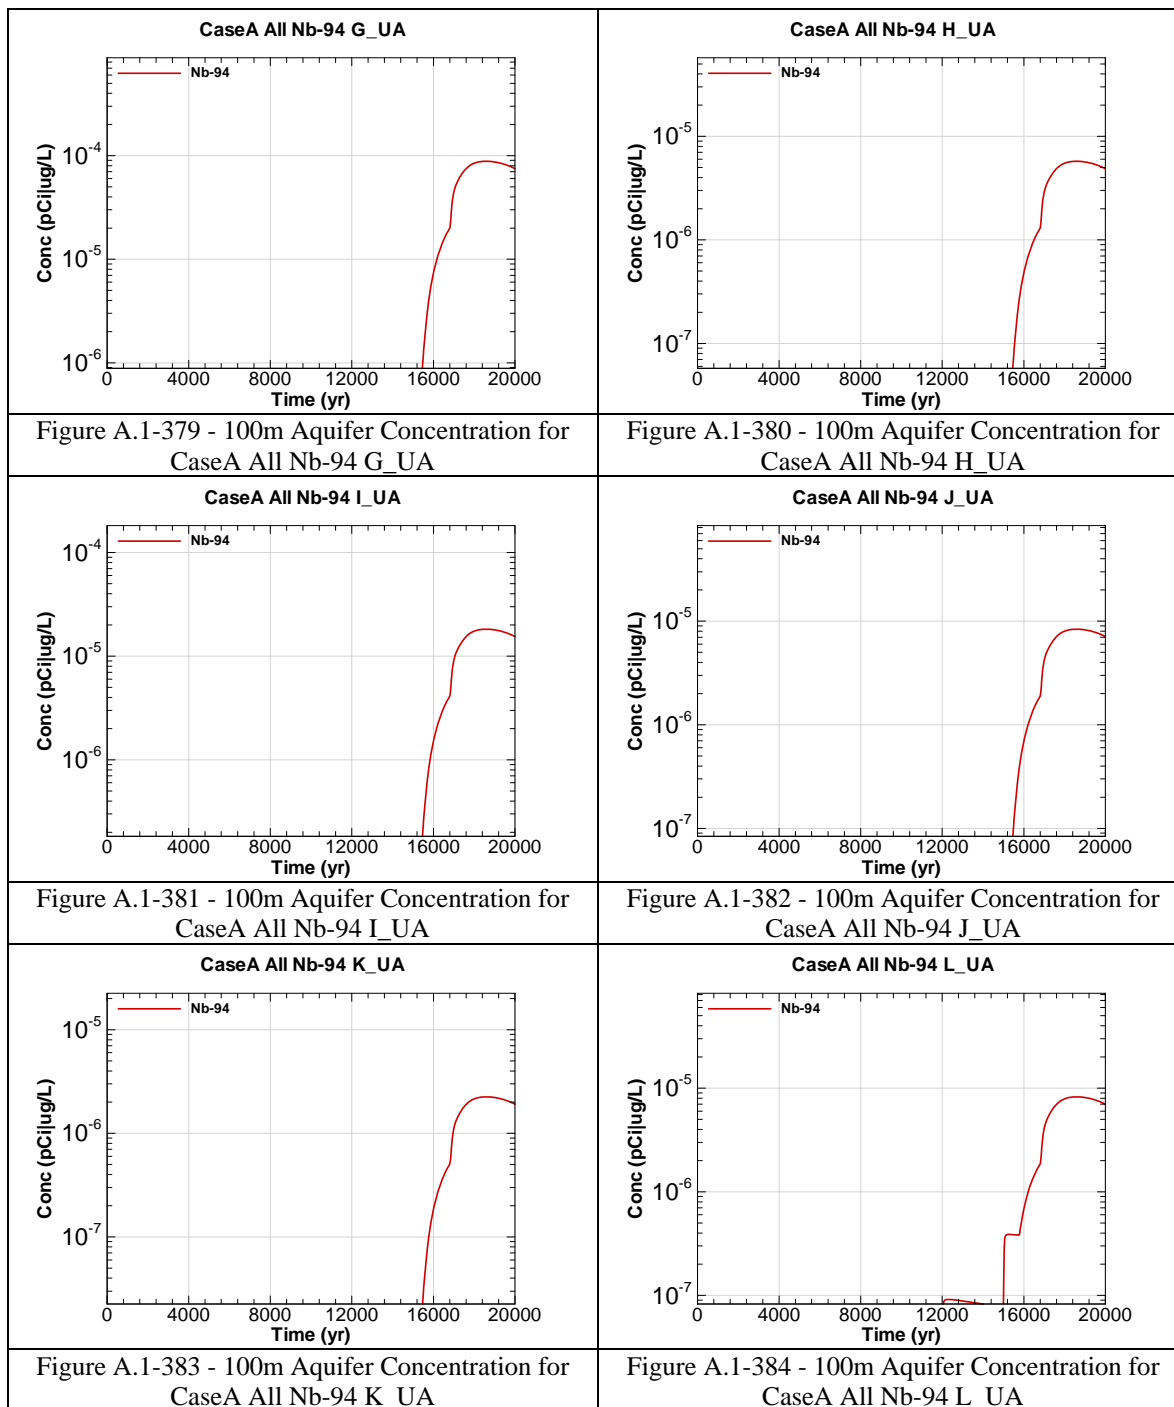 CaseA All Nb-94 G_UA
Nb-94
Conc (pCi|ug/L)
10-4
10-5
10-6
0 4000 8000 12000 16000 20000
Time (yr)
Figure A.1-379 - 100m Aquifer Concentration for
CaseA All Nb-94 G_UA
CaseA All Nb-94 H_UA
Nb-94
Conc (pCi|ug/L)
10-5
10-6
10-7
0 4000 8000 12000 16000 20000
Time (yr)
Figure A.1-380 - 100m Aquifer Concentration for
CaseA All Nb-94 H_UA
CaseA All Nb-94 I_UA
Nb-94
Conc (pCi|ug/L)
10-4
10-5
10-6
0 4000 8000 12000 16000 20000
Time (yr)
Figure A.1-381 - 100m Aquifer Concentration for
CaseA All Nb-94 I_UA
CaseA All Nb-94 J_UA
Nb-94
Conc (pCi|ug/L)
10-5
10-6
10-7
0 4000 8000 12000 16000 20000
Time (yr)
Figure A.1-382 - 100m Aquifer Concentration for
CaseA All Nb-94 J_UA
CaseA All Nb-94 K_UA
Nb-94
Conc (pCi|ug/L)
10-5
10-6
10-7
0 4000 8000 12000 16000 20000
Time (yr)
Figure A.1-383 - 100m Aquifer Concentration for
CaseA All Nb-94 K_UA
CaseA All Nb-94 L_UA
Nb-94
Conc (pCi|ug/L)
10-5
10-6
10-7
0 4000 8000 12000 16000 20000
Time (yr)
Figure A.1-384 - 100m Aquifer Concentration for
CaseA All Nb-94 L_UA